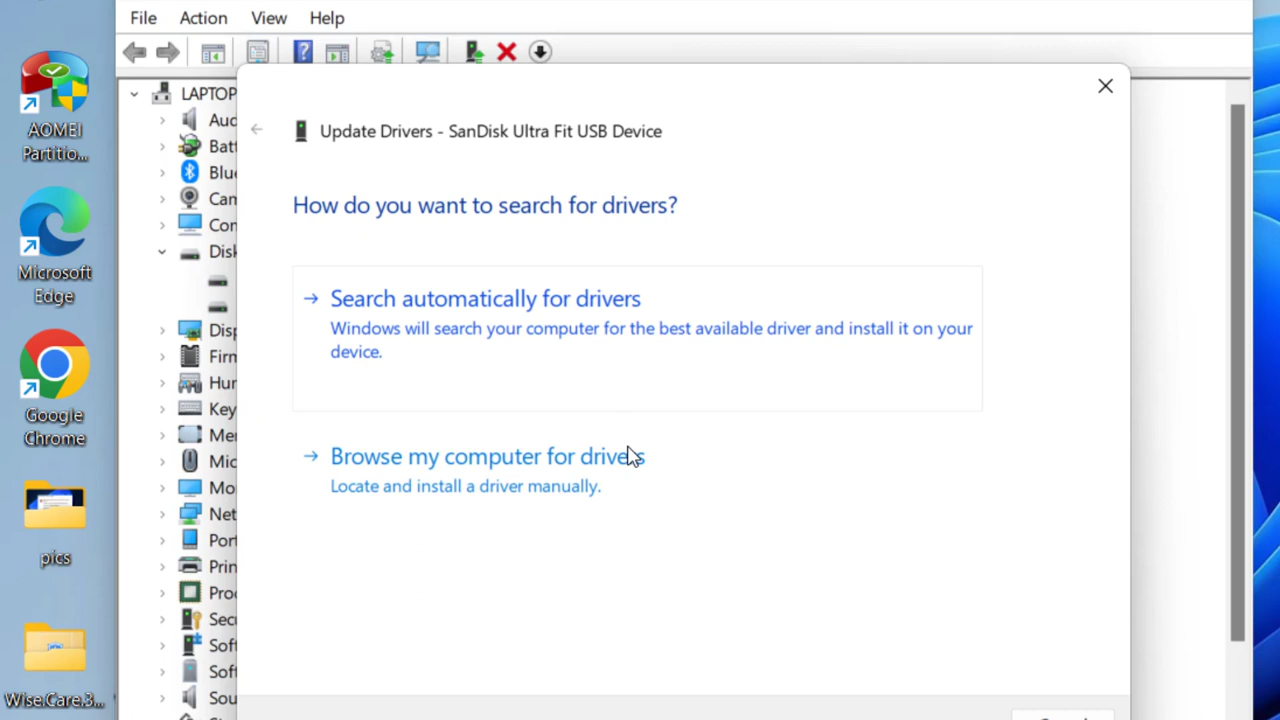 File Action View Help
AOMEI
Partitio...
Microsoft
Edge
Google
Chrome
pics
Wise.Care.3...
LAPTOP
Aud
Batt
Blue
Cam
Com
Disk
Disp
Firm
Hum
Key
Mem
Mic
Mon
Net
Port
Prin
Proc
Secu
Soft
Soft
Sou
Update Drivers - SanDisk Ultra Fit USB Device
How do you want to search for drivers?
Search automatically for drivers
Windows will search your computer for the best available driver and install it on your
device.
Browse my computer for drivers
Locate and install a driver manually.